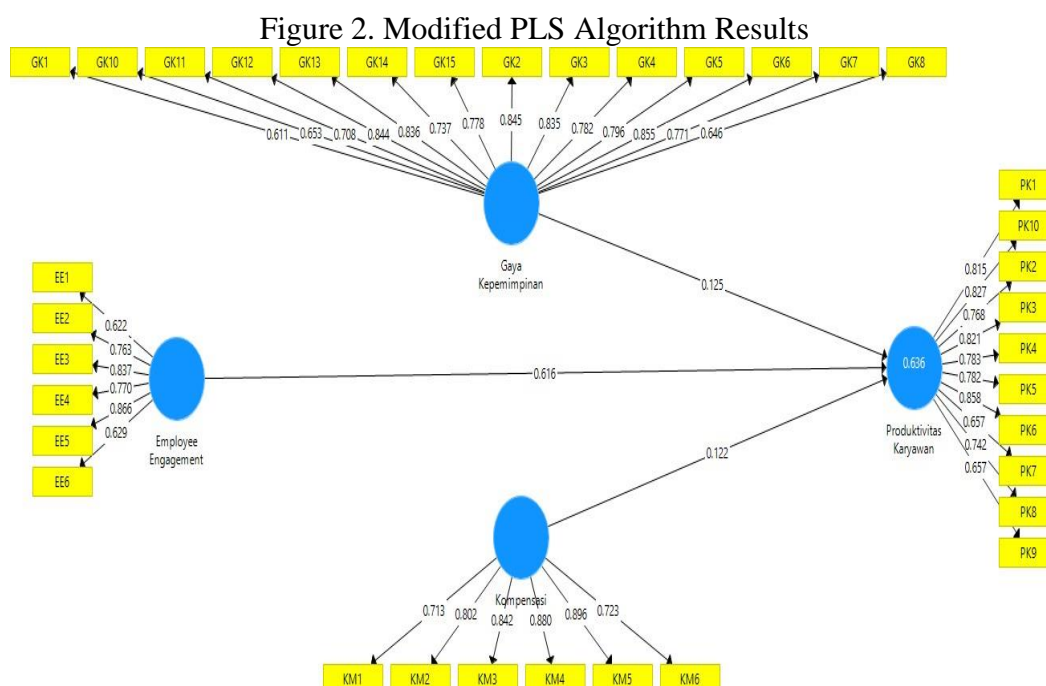 Figure 2. Modified PLS Algorithm Results
GK1 GK10 GK11 GK12 GK13 GK14 GK15 GK2 GK3 GK4 GK5 GK6 GK7 GK8
0.611 0.653 0.708 0.844 0.836 0.737 0.778 0.845 0.835 0.782 0.796 0.855 0.771 0.646
Gaya
Kepemimpinan
EE1
EE2
EE3
EE4
EE5
EE6
0.622
0.763
0.837
0.770
0.866
0.629
Employee
Engagement
0.125
0.616
0.122
0.636
Produktivitas
Karyawan
0.815
0.827
0.768
0.821
0.783
0.782
0.858
0.657
0.742
0.657
PK1
PK10
PK2
PK3
PK4
PK5
PK6
PK7
PK8
PK9
Kompensasi
0.713 0.802 0.842 0.880 0.896 0.723
KM1 KM2 KM3 KM4 KM5 KM6